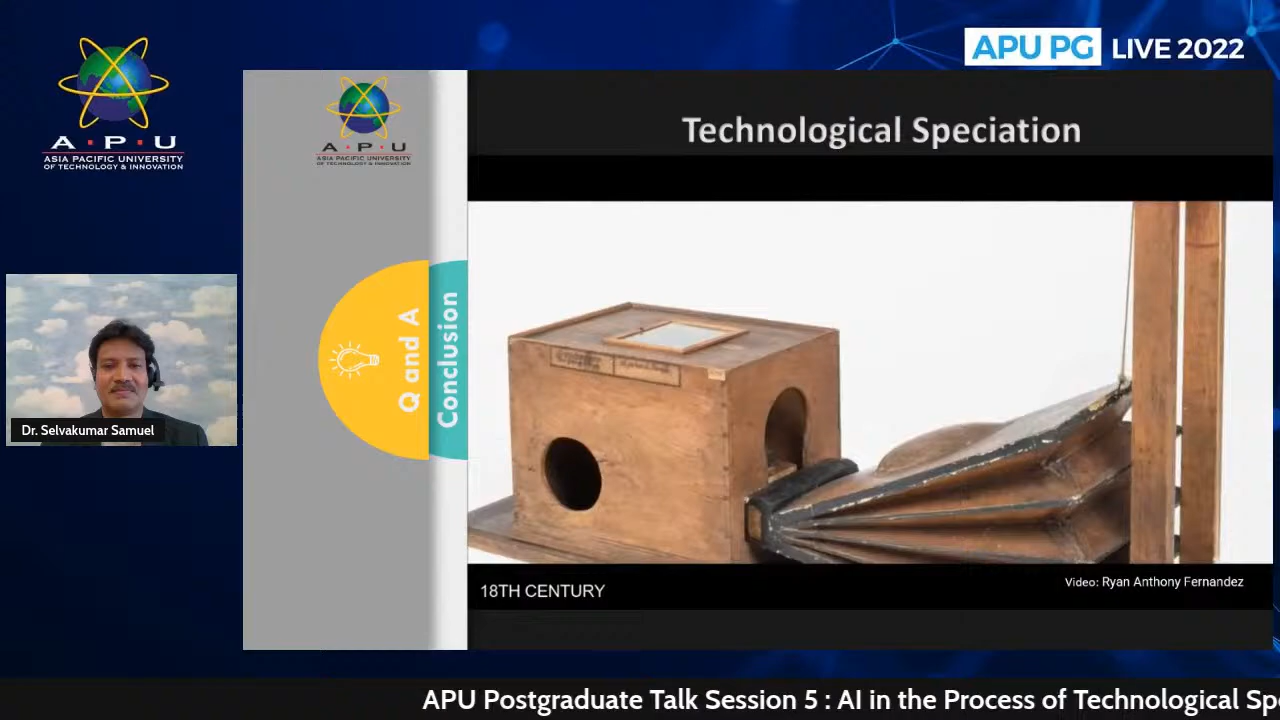 A·P·U
ASIA PACIFIC UNIVERSITY
OF TECHNOLOGY & INNOVATION
APU PG LIVE 2022
A·P·U
ASIA PACIFIC UNIVERSITY
OF TECHNOLOGY & INNOVATION
Technological Speciation
Q and A
Conclusion
Dr. Selvakumar Samuel
18TH CENTURY
Video: Ryan Anthony Fernandez
APU Postgraduate Talk Session 5 : AI in the Process of Technological Sp